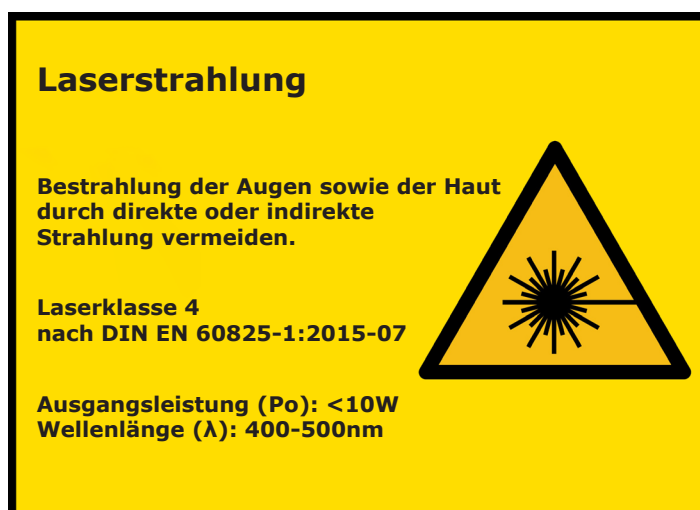 Laserstrahlung
Bestrahlung der Augen sowie der Haut
durch direkte oder indirekte
Strahlung vermeiden.
Laserklasse 4
nach DIN EN 60825-1:2015-07
Ausgangsleistung (Po): <10W
Wellenlänge (λ): 400-500nm